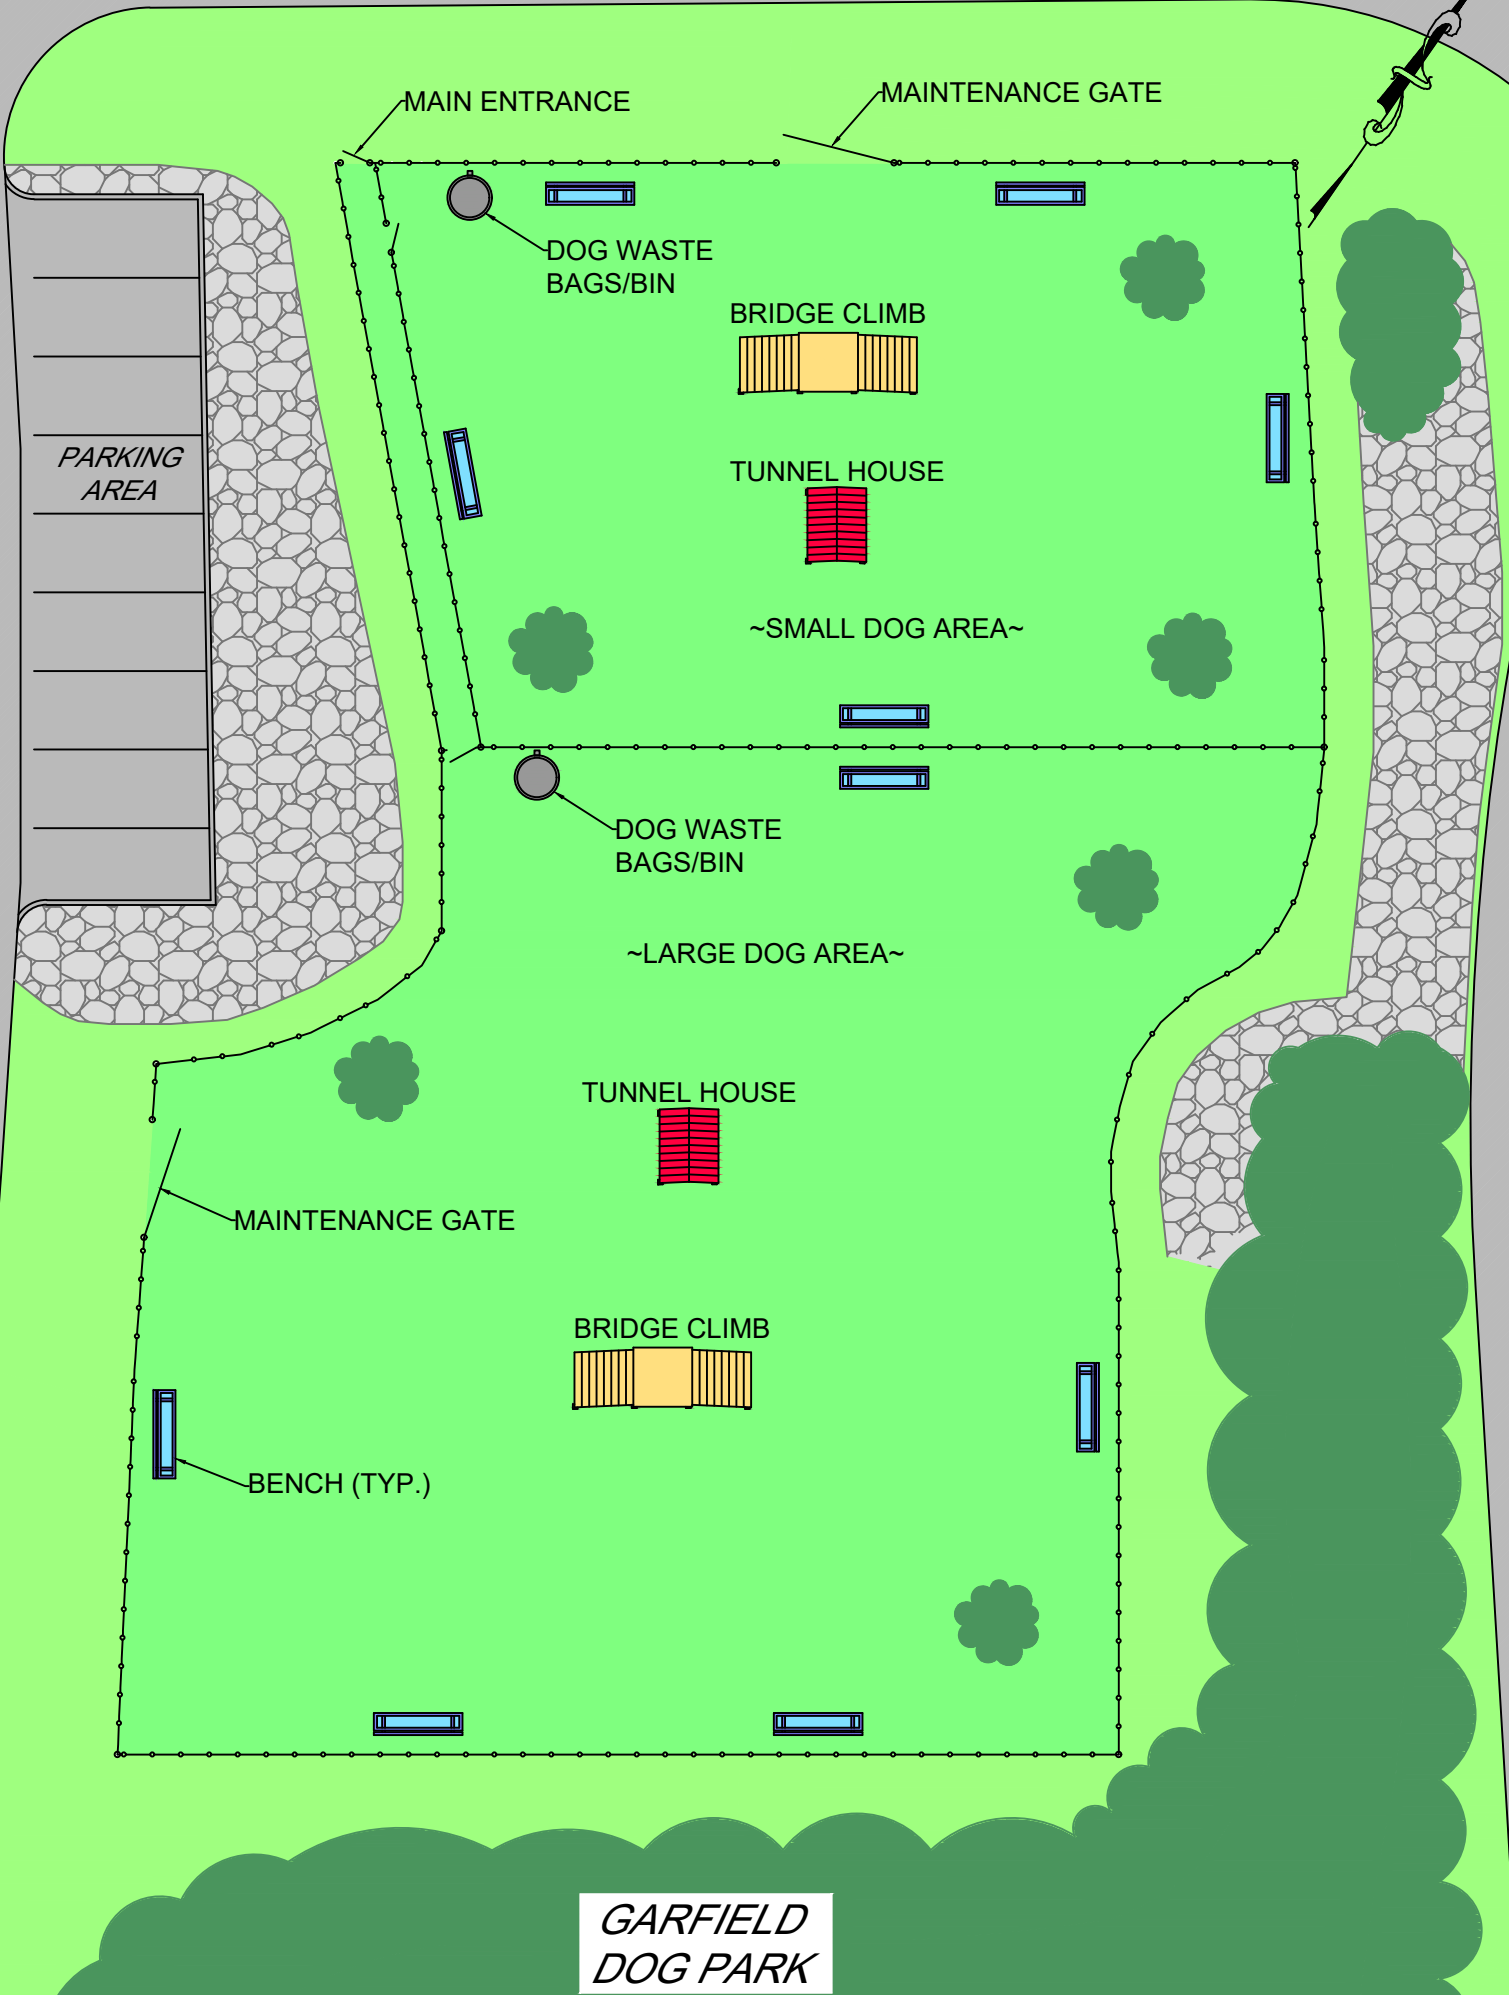 MAIN ENTRANCE
MAINTENANCE GATE
DOG WASTE
BAGS/BIN
BRIDGE CLIMB
PARKING
AREA
TUNNEL HOUSE
~SMALL DOG AREA~
DOG WASTE
BAGS/BIN
~LARGE DOG AREA~
TUNNEL HOUSE
MAINTENANCE GATE
BRIDGE CLIMB
BENCH (TYP.)
GARFIELD
DOG PARK